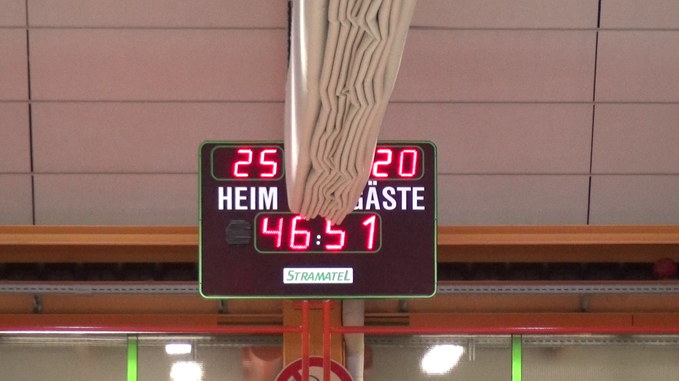 25 20
HEIM GÄSTE
46:51
STRAMATEL